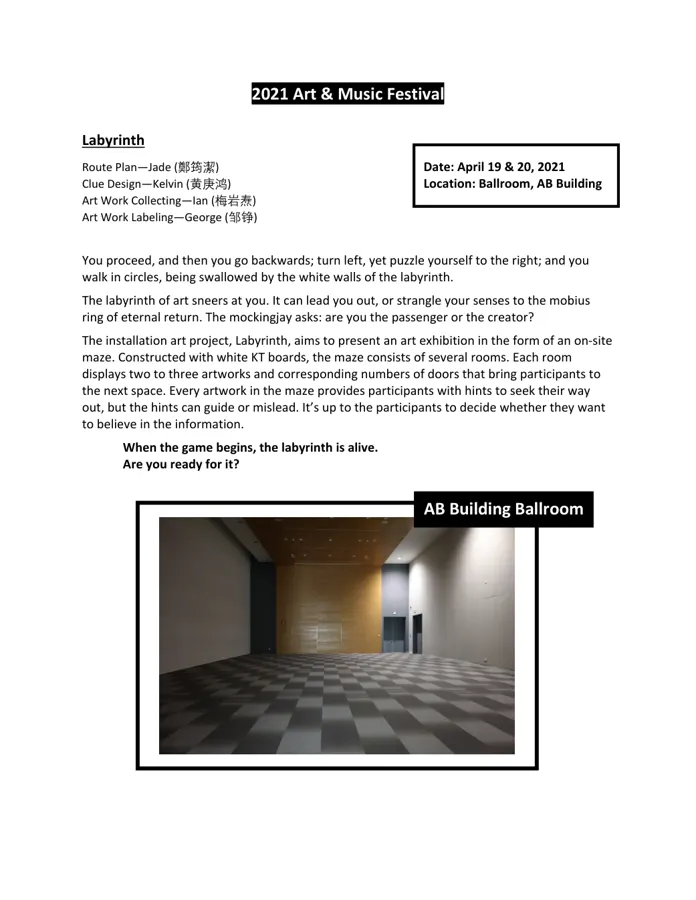 2021 Art & Music Festival
Labyrinth
Route Plan—Jade (鄭筠潔)
Clue Design—Kelvin (黄庚鸿)
Art Work Collecting—Ian (梅岩焘)
Art Work Labeling—George (邹铮)
Date: April 19 & 20, 2021
Location: Ballroom, AB Building
You proceed, and then you go backwards; turn left, yet puzzle yourself to the right; and you
walk in circles, being swallowed by the white walls of the labyrinth.
The labyrinth of art sneers at you. It can lead you out, or strangle your senses to the mobius
ring of eternal return. The mockingjay asks: are you the passenger or the creator?
The installation art project, Labyrinth, aims to present an art exhibition in the form of an on-site
maze. Constructed with white KT boards, the maze consists of several rooms. Each room
displays two to three artworks and corresponding numbers of doors that bring participants to
the next space. Every artwork in the maze provides participants with hints to seek their way
out, but the hints can guide or mislead. It’s up to the participants to decide whether they want
to believe in the information.
When the game begins, the labyrinth is alive.
Are you ready for it?
AB Building Ballroom